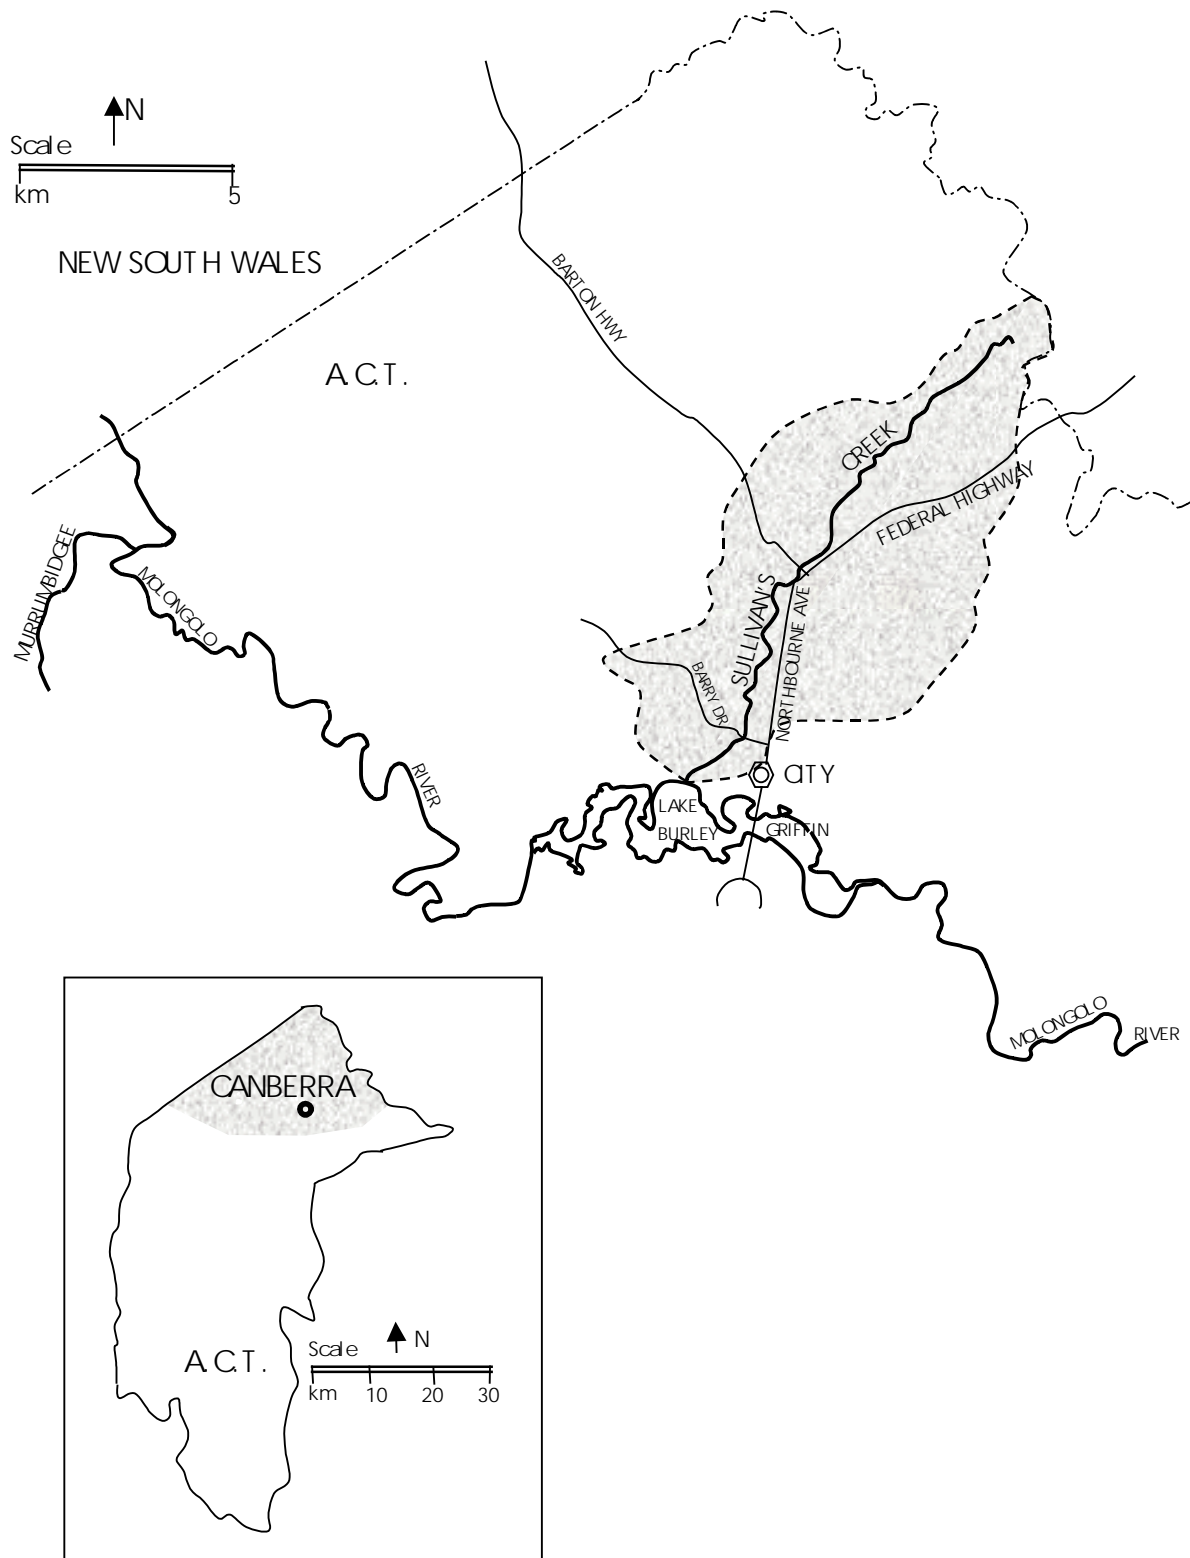 N
Scale
km 5
NEW SOUTH WALES
BARTON HWY
A.C.T.
CREEK
FEDERAL HIGHWAY
MURRUMBIDGEE
MOLONGOLO
SULLIVAN'S
NORTHBOURNE AVE
BARRY DR
RIVER
CITY
LAKE
BURLEY GRIFFIN
MOLONGOLO
RIVER
CANBERRA
A.C.T.
N
Scale
km 10 20 30